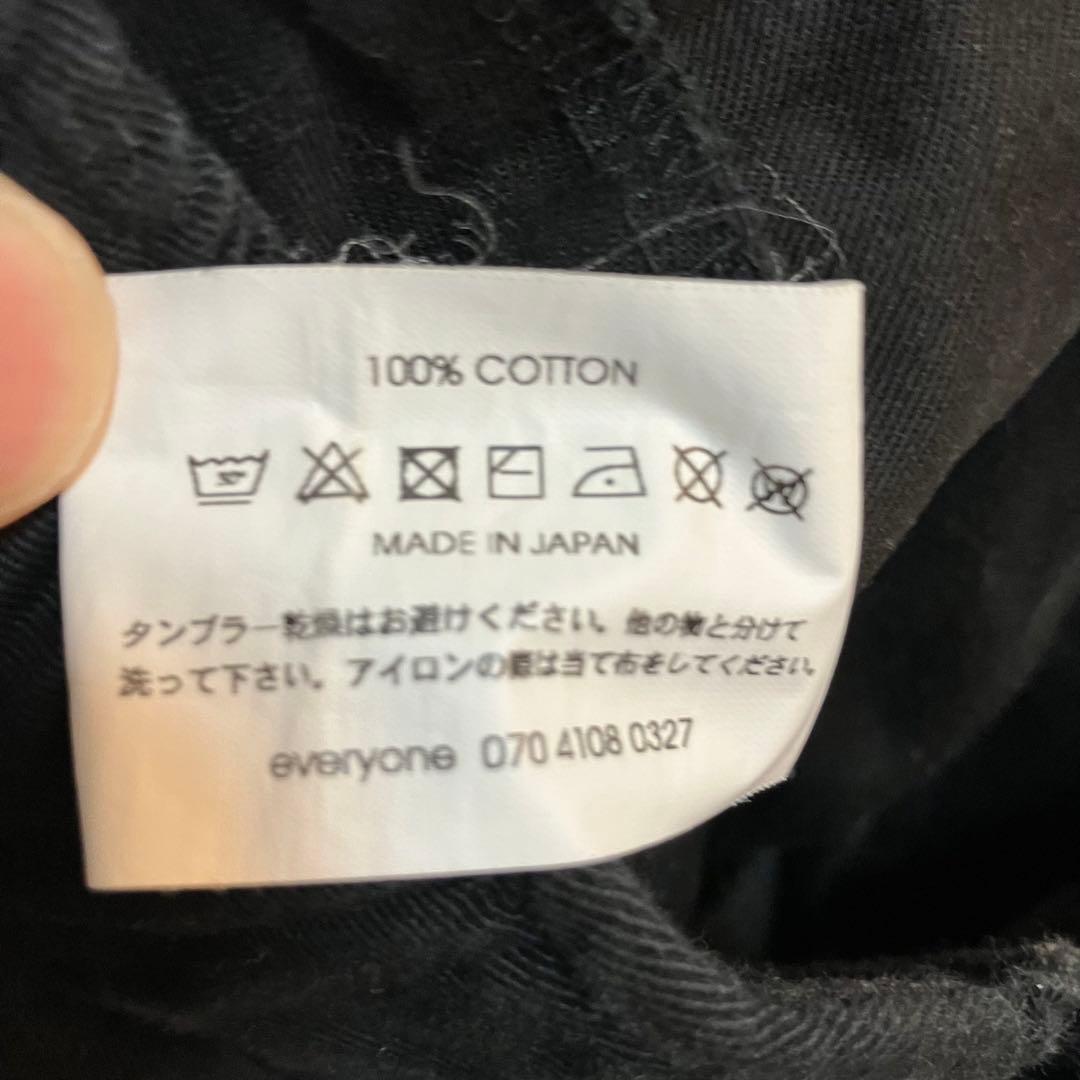 100% COTTON
MADE IN JAPAN
タンブラー乾燥はお避けください。他の物と分けて
洗って下さい。アイロンの際は当て布をしてください。
everyone 070 4108 0327